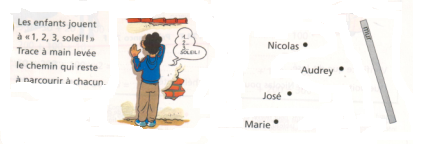 Les enfants jouent
à « 1, 2, 3, soleil ! »
Trace à main levée
le chemin qui reste
à parcourir à chacun.
1,
2,
3,
SOLEIL !
Nicolas
Audrey
José
Marie
mur